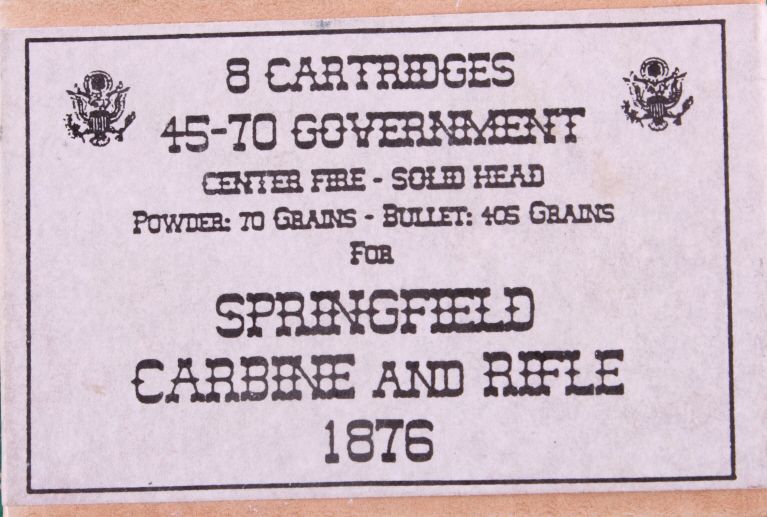 8 CARTRIDGES
45-70 GOVERNMENT
CENTER FIRE - SOLID HEAD
POWDER: 70 GRAINS - BULLET: 405 GRAINS
FOR
SPRINGFIELD
CARBINE AND RIFLE
1876